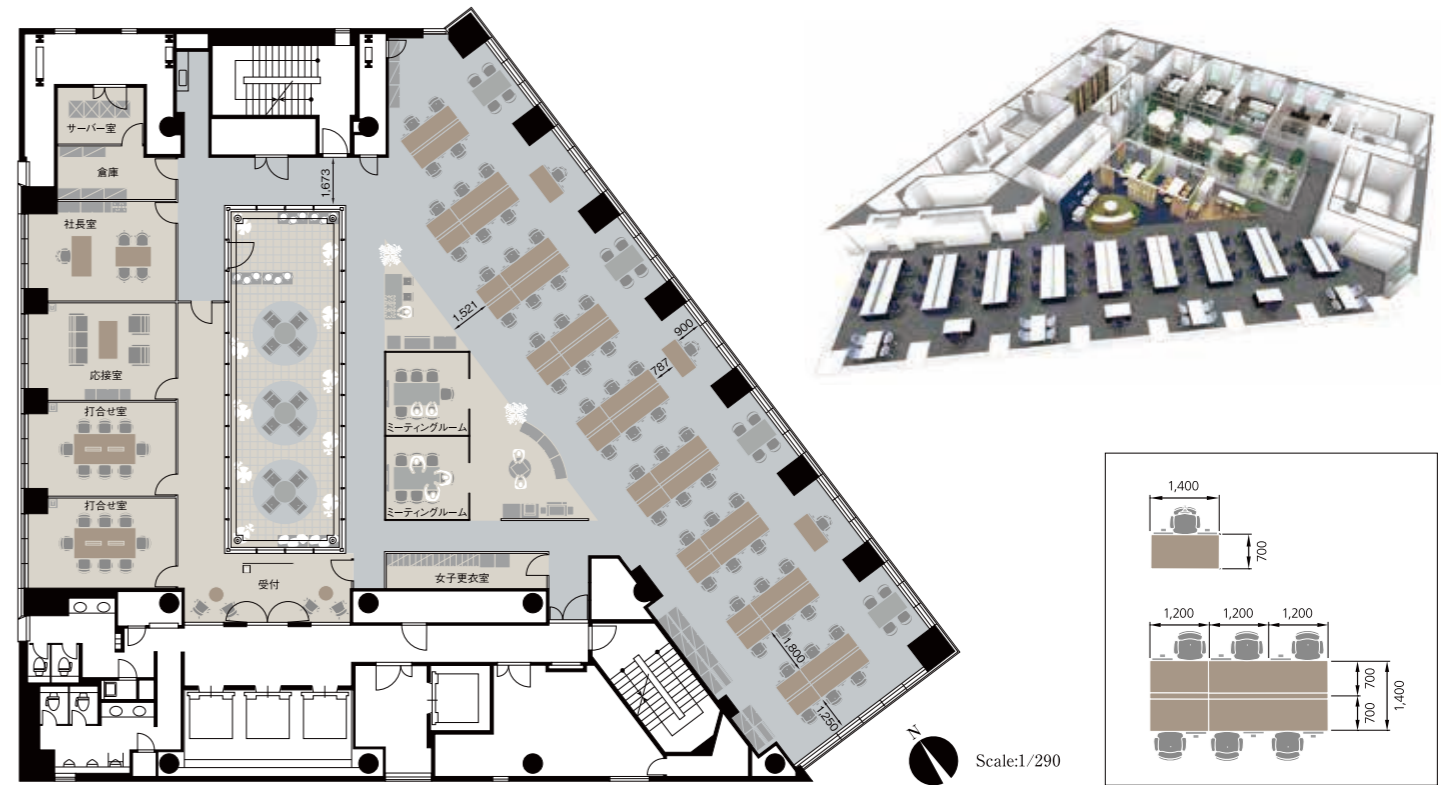 サーバー室
倉庫
社長室
応接室
打合せ室
打合せ室
受付
ミーティングルーム
ミーティングルーム
女子更衣室
1,673
1,521
900
787
1,800
1,250
N
Scale:1/290
1,400
700
1,200 1,200 1,200
700
700
1,400